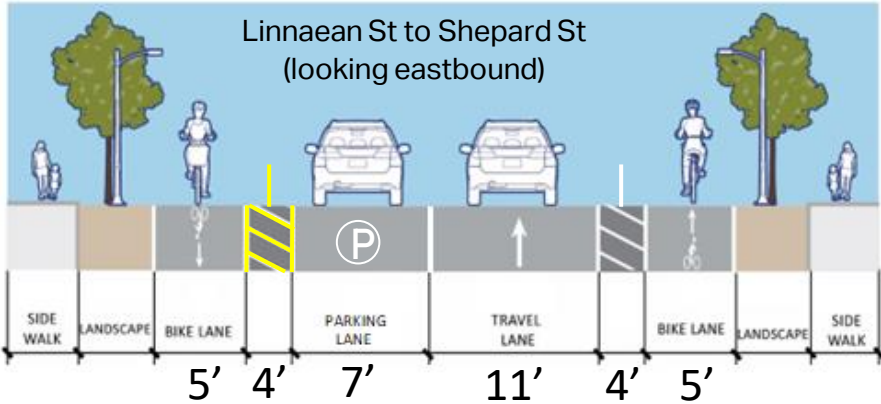 Linnaean St to Shepard St
(looking eastbound)
P
SIDE
WALK
LANDSCAPE
BIKE LANE
PARKING
LANE
TRAVEL
LANE
BIKE LANE
LANDSCAPE
SIDE
WALK
5’ 4’ 7’ 11’ 4’ 5’